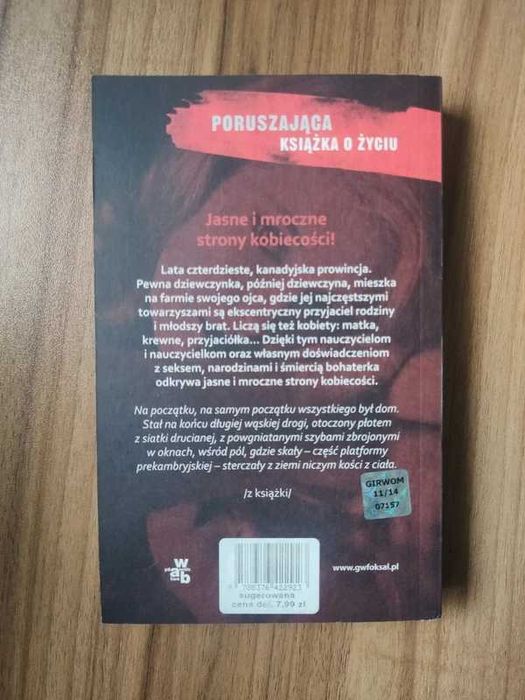 PORUSZAJĄCA
KSIĄŻKA O ŻYCIU
Jasne i mroczne
strony kobiecości!
Lata czterdzieste, kanadyjska prowincja.
Pewna dziewczynka, później dziewczyna, mieszka
na farmie swojego ojca, gdzie jej najczęstszymi
towarzyszami są ekscentryczny przyjaciel rodziny
i młodszy brat. Liczą się też kobiety: matka,
krewne, przyjaciółka... Dzięki tym nauczycielom
i nauczycielkom oraz własnym doświadczeniom
z seksem, narodzinami i śmiercią bohaterka
odkrywa jasne i mroczne strony kobiecości.
Na początku, na samym początku wszystkiego był dom.
Stał na końcu długiej wąskiej drogi, otoczony płotem
z siatki drucianej, z powgniatanymi szybami zbrojonymi
w oknach, wśród pól, gdzie skały – część platformy
prekambryjskiej – sterczały z ziemi niczym kości z ciała.
/z książki/
GIRWOM
11/14
07157
w
ab
www.gwfoksal.pl
788376 422923
sugerowana
cena det. 7,99 zł